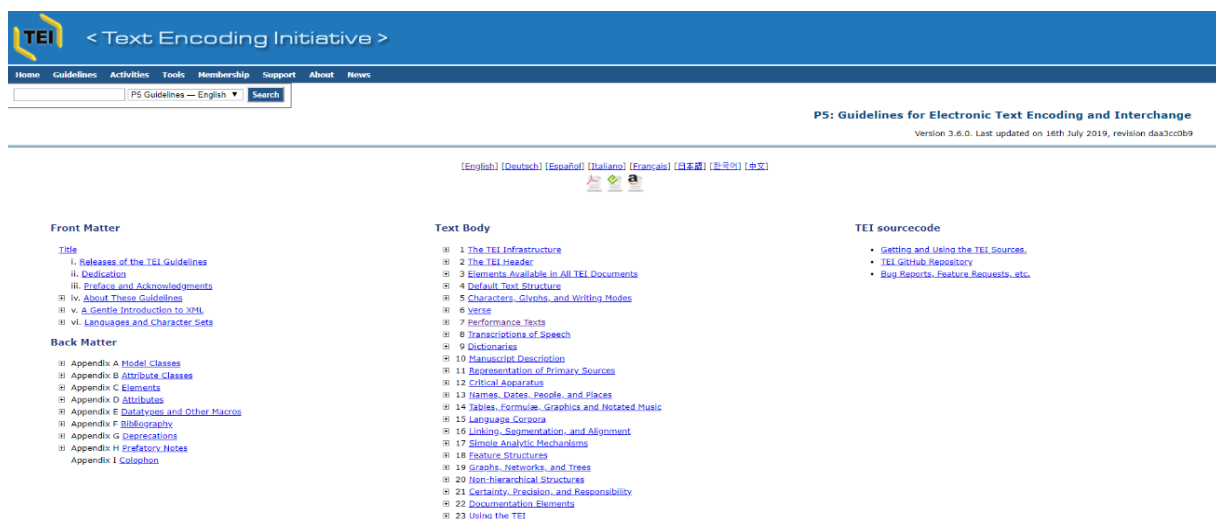 TEI < Text Encoding Initiative >
Home Guidelines Activities Tools Membership Support About News
P5 Guidelines — English ▼ Search
P5: Guidelines for Electronic Text Encoding and Interchange
Version 3.6.0. Last updated on 16th July 2019, revision daa3cc0b9
[English] [Deutsch] [Español] [Italiano] [Français] [日本語] [한국어] [中文]
Front Matter
Title
i. Releases of the TEI Guidelines
ii. Dedication
iii. Preface and Acknowledgments
iv. About These Guidelines
v. A Gentle Introduction to XML
vi. Languages and Character Sets
Back Matter
Appendix A Model Classes
Appendix B Attribute Classes
Appendix C Elements
Appendix D Attributes
Appendix E Datatypes and Other Macros
Appendix F Bibliography
Appendix G Deprecations
Appendix H Prefatory Notes
Appendix I Colophon
Text Body
1 The TEI Infrastructure
2 The TEI Header
3 Elements Available in All TEI Documents
4 Default Text Structure
5 Characters, Glyphs, and Writing Modes
6 Verse
7 Performance Texts
8 Transcriptions of Speech
9 Dictionaries
10 Manuscript Description
11 Representation of Primary Sources
12 Critical Apparatus
13 Names, Dates, People, and Places
14 Tables, Formulæ, Graphics and Notated Music
15 Language Corpora
16 Linking, Segmentation, and Alignment
17 Simple Analytic Mechanisms
18 Feature Structures
19 Graphs, Networks, and Trees
20 Non-hierarchical Structures
21 Certainty, Precision, and Responsibility
22 Documentation Elements
23 Using the TEI
TEI sourcecode
• Getting and Using the TEI Sources.
• TEI GitHub Repository
• Bug Reports, Feature Requests, etc.